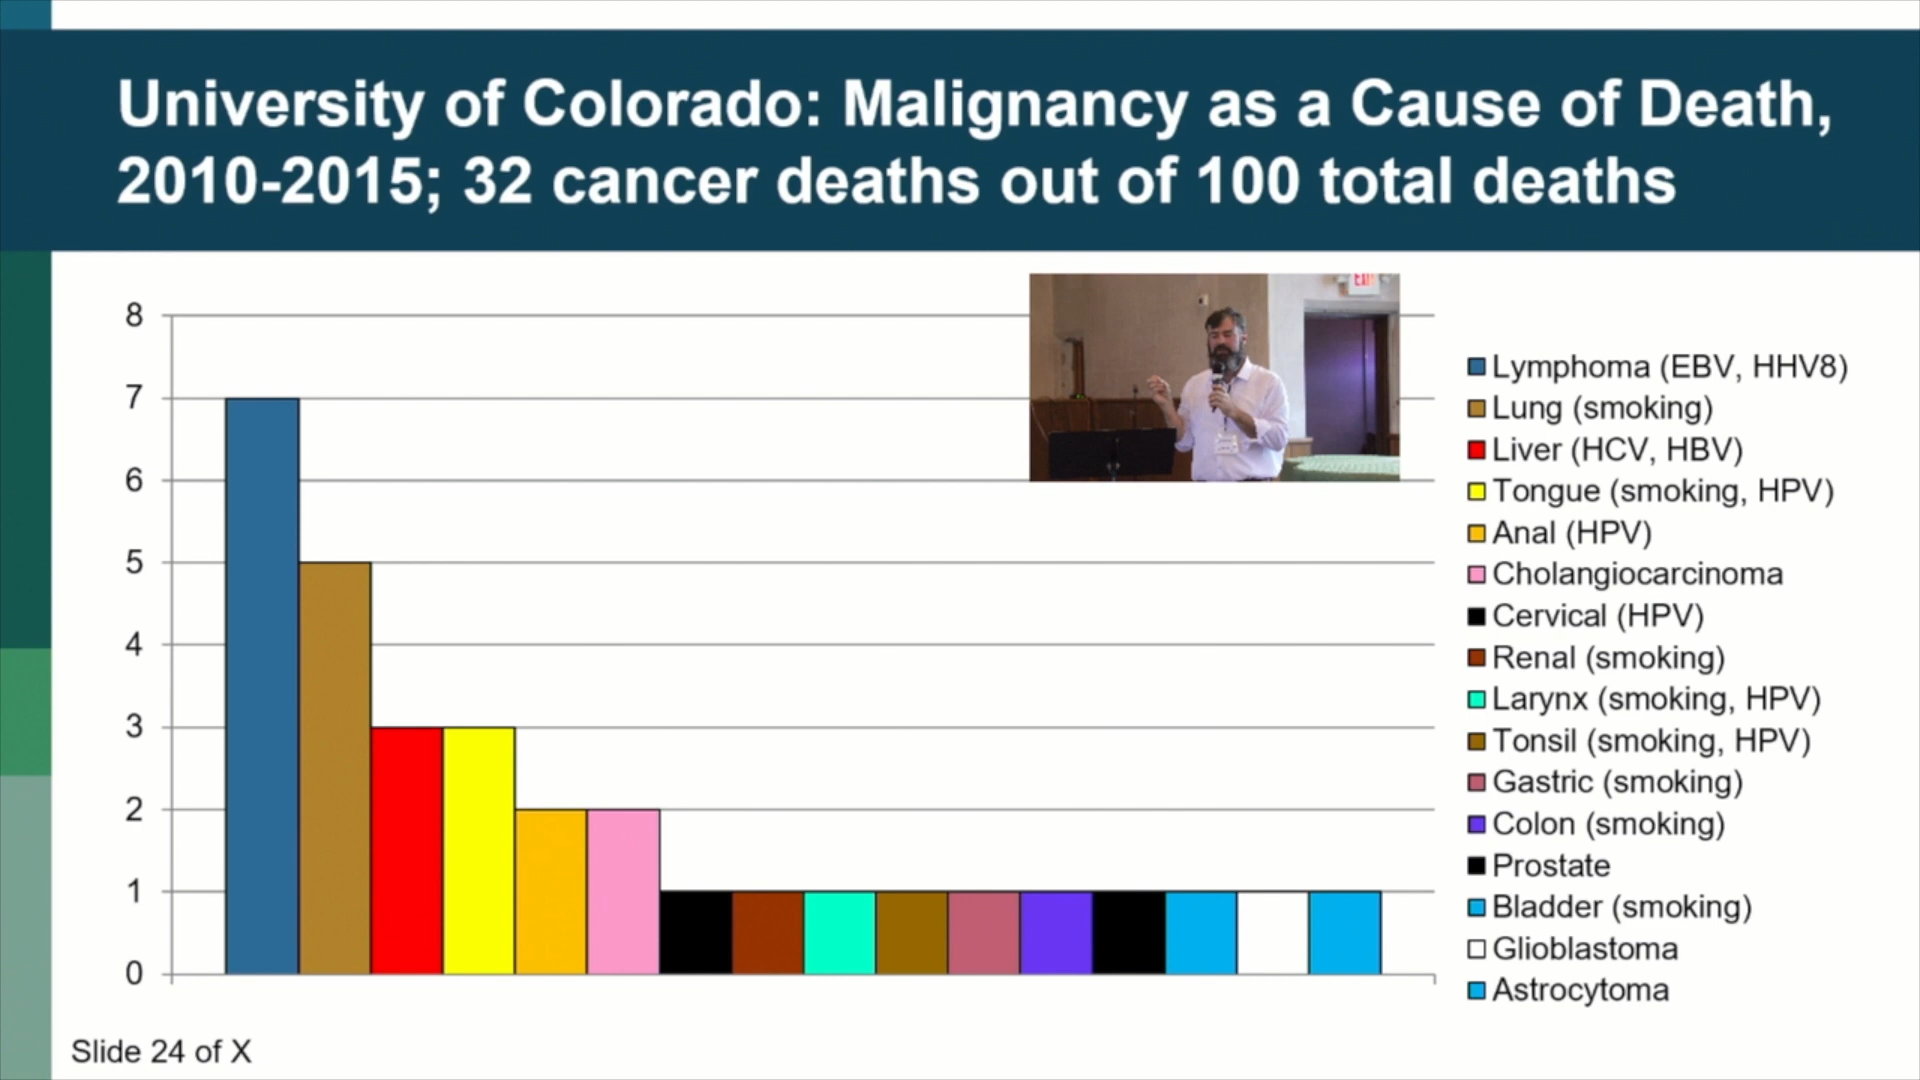 University of Colorado: Malignancy as a Cause of Death,
2010-2015; 32 cancer deaths out of 100 total deaths
8
7
6
5
4
3
2
1
0
EXIT
Lymphoma (EBV, HHV8)
Lung (smoking)
Liver (HCV, HBV)
Tongue (smoking, HPV)
Anal (HPV)
Cholangiocarcinoma
Cervical (HPV)
Renal (smoking)
Larynx (smoking, HPV)
Tonsil (smoking, HPV)
Gastric (smoking)
Colon (smoking)
Prostate
Bladder (smoking)
Glioblastoma
Astrocytoma
Slide 24 of X